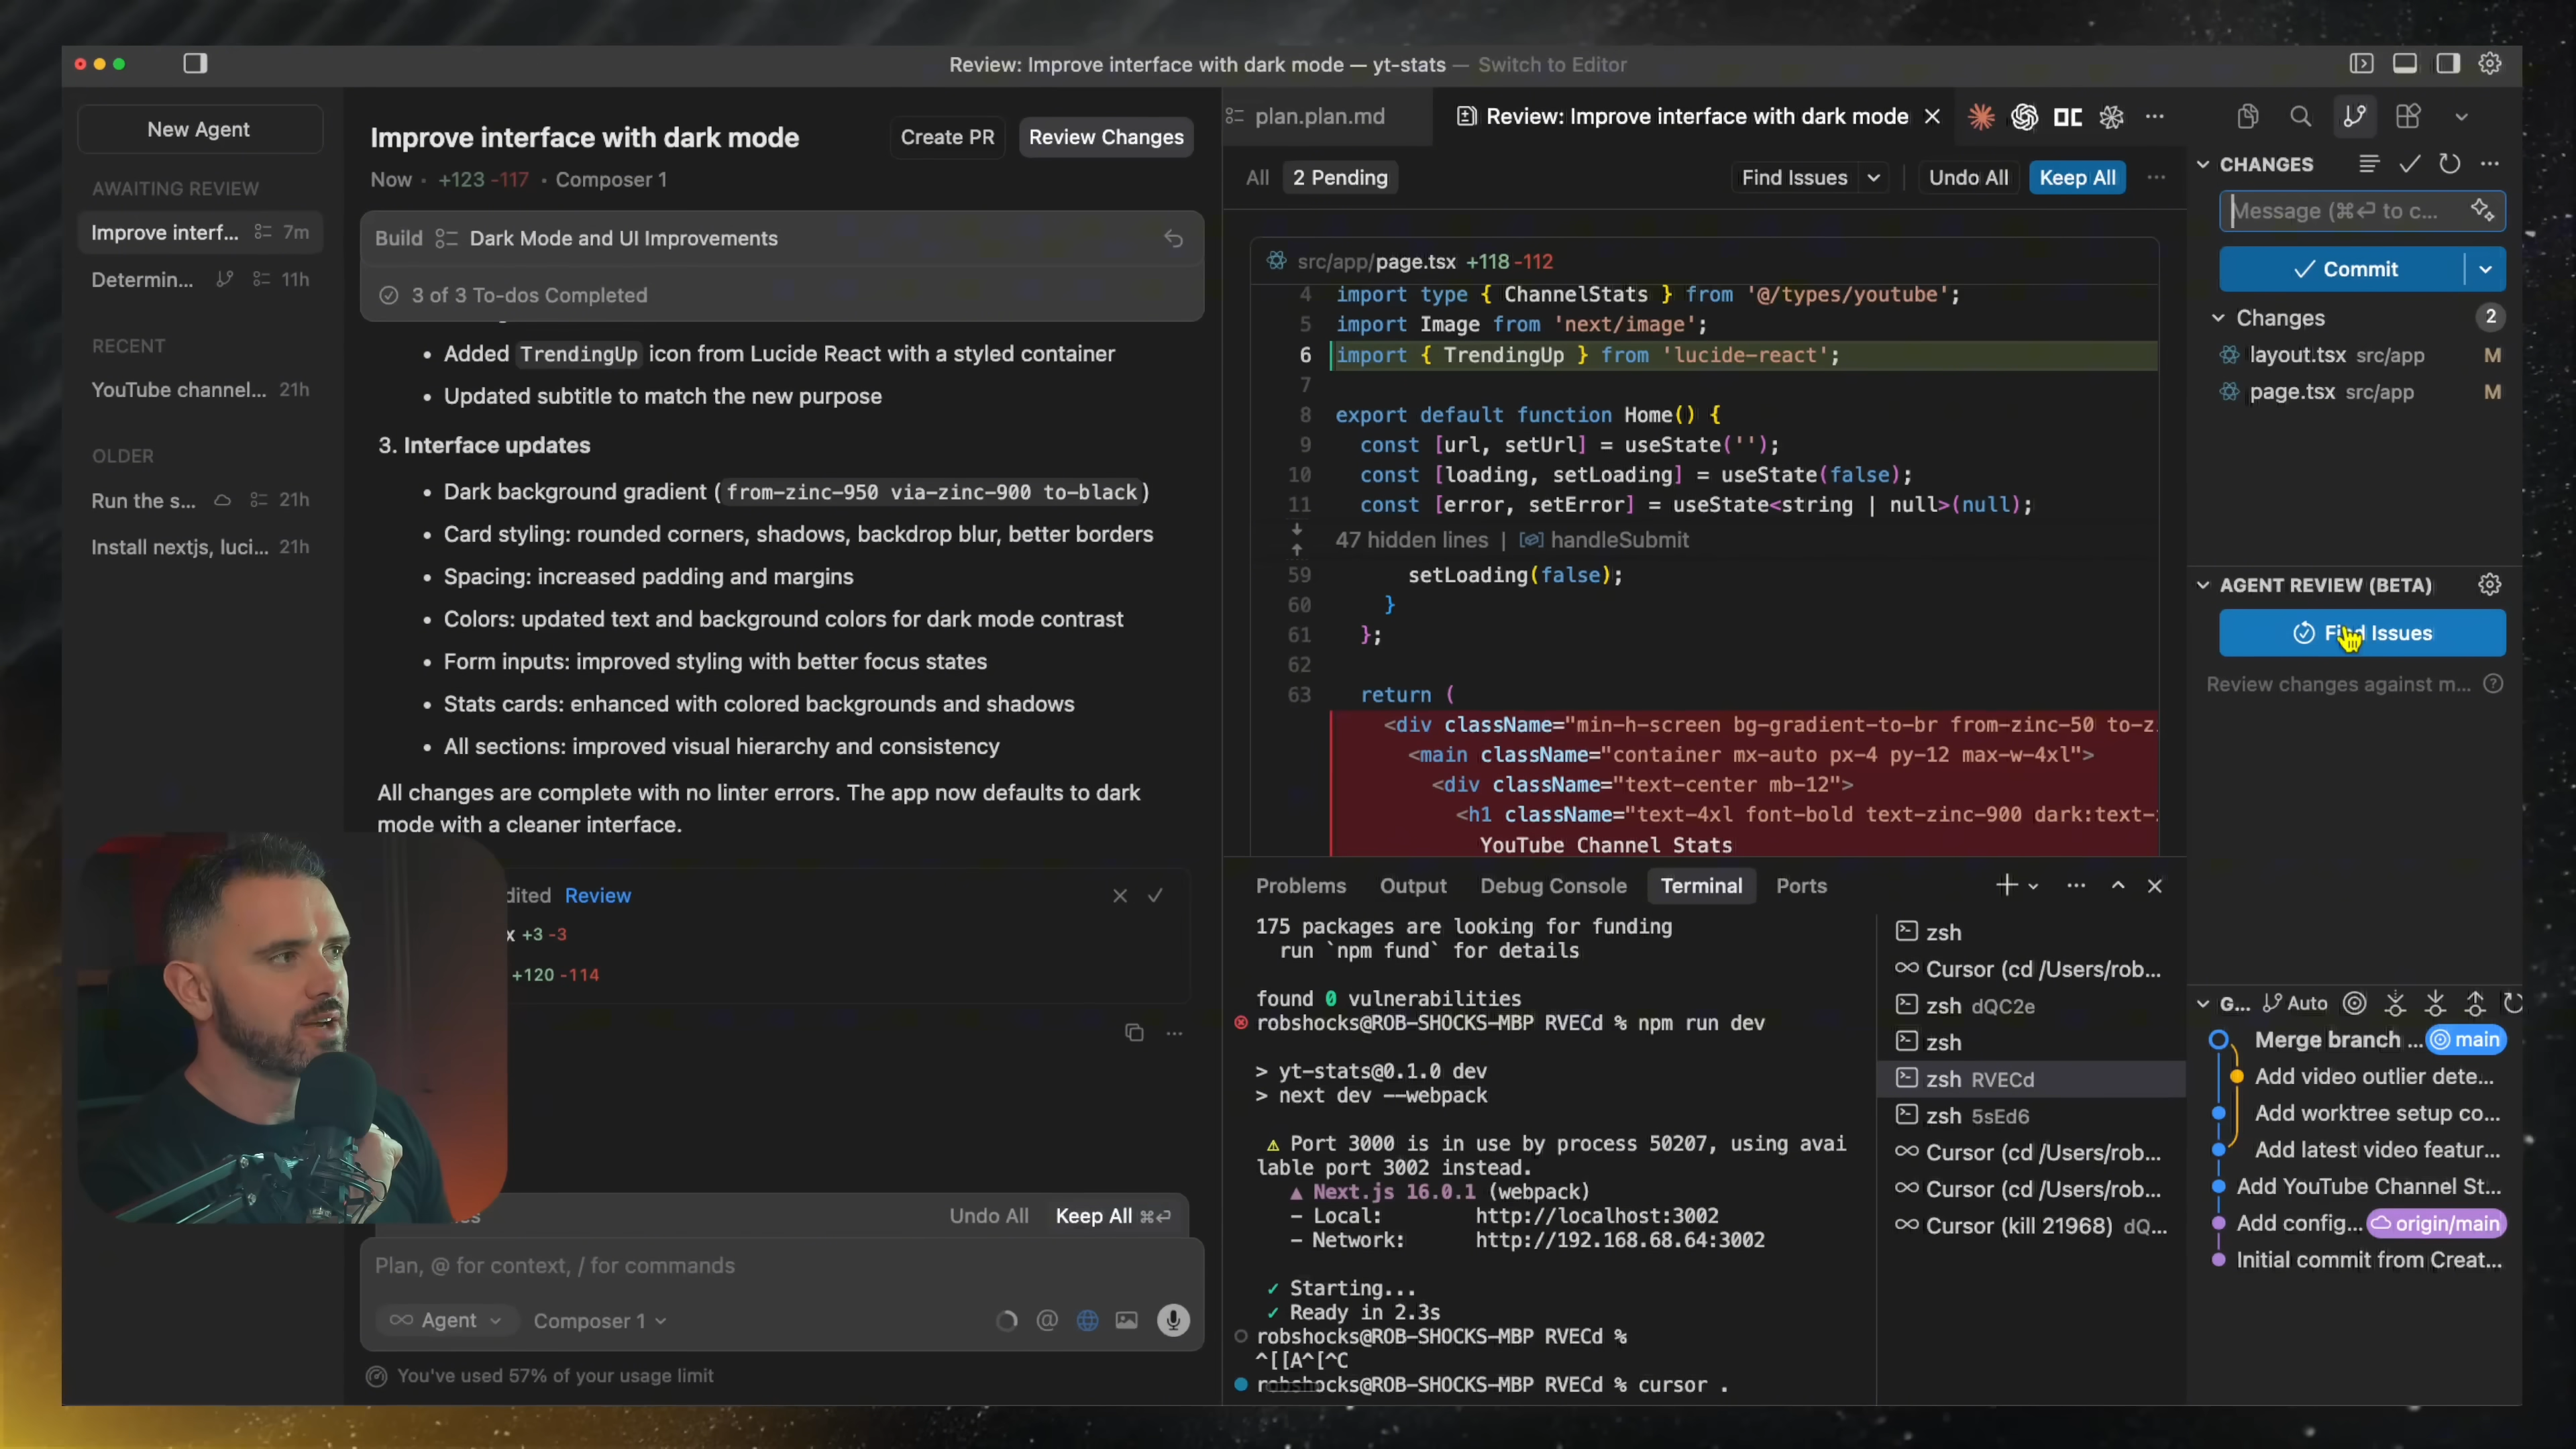 Review: Improve interface with dark mode — yt-stats — Switch to Editor
New Agent
AWAITING REVIEW
Improve interf... 7m
Determin... 11h
RECENT
YouTube channel... 21h
OLDER
Run the s... 21h
Install nextjs, luci... 21h
Improve interface with dark mode
Create PR
Review Changes
Now · +123 -117 · Composer 1
Build Dark Mode and UI Improvements
3 of 3 To-dos Completed
• Added TrendingUp icon from Lucide React with a styled container
• Updated subtitle to match the new purpose
3. Interface updates
• Dark background gradient (from-zinc-950 via-zinc-900 to-black)
• Card styling: rounded corners, shadows, backdrop blur, better borders
• Spacing: increased padding and margins
• Colors: updated text and background colors for dark mode contrast
• Form inputs: improved styling with better focus states
• Stats cards: enhanced with colored backgrounds and shadows
• All sections: improved visual hierarchy and consistency
All changes are complete with no linter errors. The app now defaults to dark
mode with a cleaner interface.
dited Review
x +3 -3
+120 -114
Undo All Keep All ⌘⏎
Plan, @ for context, / for commands
Agent Composer 1
You've used 57% of your usage limit
plan.plan.md
Review: Improve interface with dark mode
All 2 Pending Find Issues Undo All Keep All
src/app/page.tsx +118 -112
4 import type { ChannelStats } from '@/types/youtube';
5 import Image from 'next/image';
6 import { TrendingUp } from 'lucide-react';
7
8 export default function Home() {
9 const [url, setUrl] = useState('');
10 const [loading, setLoading] = useState(false);
11 const [error, setError] = useState<string | null>(null);
47 hidden lines | handleSubmit
59 setLoading(false);
60 }
61 };
62
63 return (
<div className="min-h-screen bg-gradient-to-br from-zinc-50 to-z
<main className="container mx-auto px-4 py-12 max-w-4xl">
<div className="text-center mb-12">
<h1 className="text-4xl font-bold text-zinc-900 dark:text-
YouTube Channel Stats
Problems Output Debug Console Terminal Ports
175 packages are looking for funding
run `npm fund` for details
found 0 vulnerabilities
robshocks@ROB-SHOCKS-MBP RVECd % npm run dev
> yt-stats@0.1.0 dev
> next dev --webpack
⚠ Port 3000 is in use by process 50207, using avai
lable port 3002 instead.
▲ Next.js 16.0.1 (webpack)
- Local: http://localhost:3002
- Network: http://192.168.68.64:3002
✓ Starting...
✓ Ready in 2.3s
robshocks@ROB-SHOCKS-MBP RVECd %
^[[A^[^C
robshocks@ROB-SHOCKS-MBP RVECd % cursor .
zsh
Cursor (cd /Users/rob...
zsh dQC2e
zsh
zsh RVECd
zsh 5sEd6
Cursor (cd /Users/rob...
Cursor (cd /Users/rob...
Cursor (kill 21968) dQ...
CHANGES
Message (⌘⏎ to c...
Commit
Changes 2
layout.tsx src/app M
page.tsx src/app M
AGENT REVIEW (BETA)
Find Issues
Review changes against m...
G... Auto
Merge branch ... main
Add video outlier dete...
Add worktree setup co...
Add latest video featur...
Add YouTube Channel St...
Add config... origin/main
Initial commit from Creat...